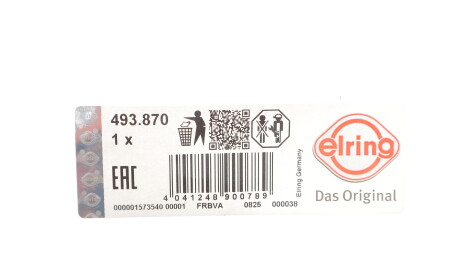 493.870
1 x
EAC
4 041248 900789
000001573540 00001 FRBVA 0825 000038
Elring Germany
elring
Das Original